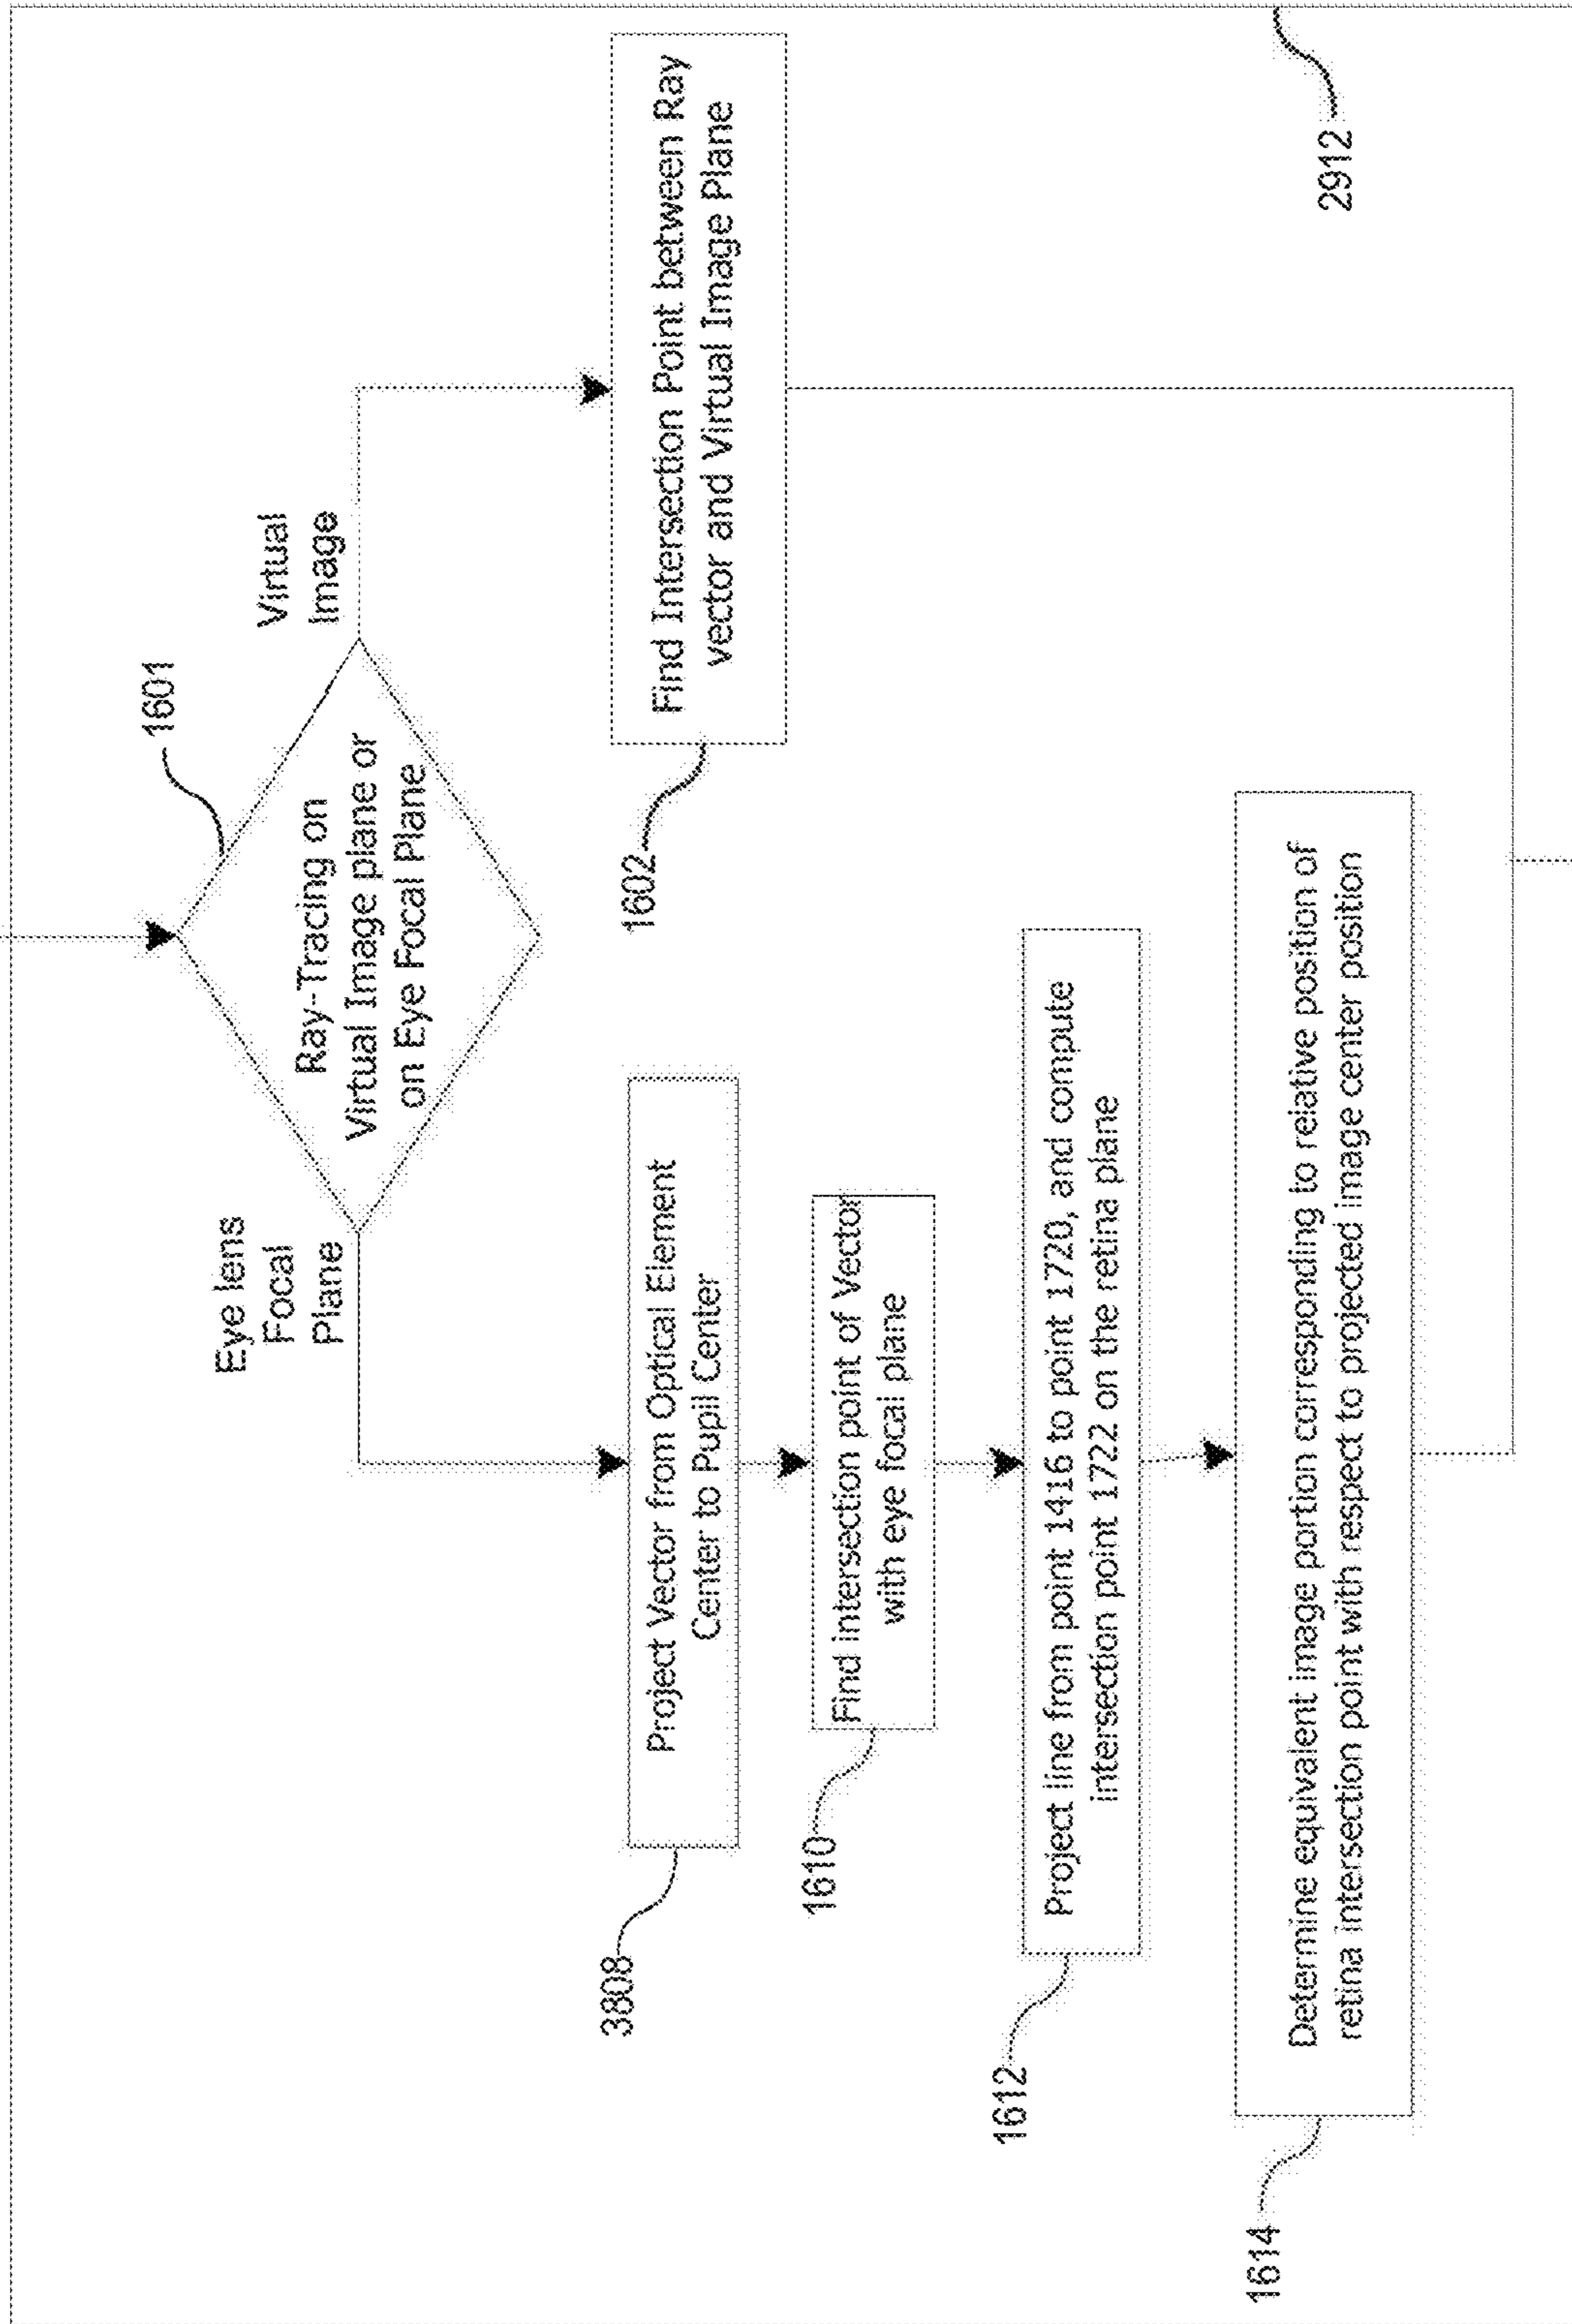 1601
Ray-Tracing on
Virtual Image plane or
on Eye Focal Plane
Eye lens
Focal
Plane
Virtual
Image
3808
Project Vector from Optical Element
Center to Pupil Center
1602
Find Intersection Point between Ray
vector and Virtual Image Plane
1610
Find intersection point of Vector
with eye focal plane
1612
Project line from point 1416 to point 1720, and compute
intersection point 1722 on the retina plane
1614
Determine equivalent image portion corresponding to relative position of
retina intersection point with respect to projected image center position
2912